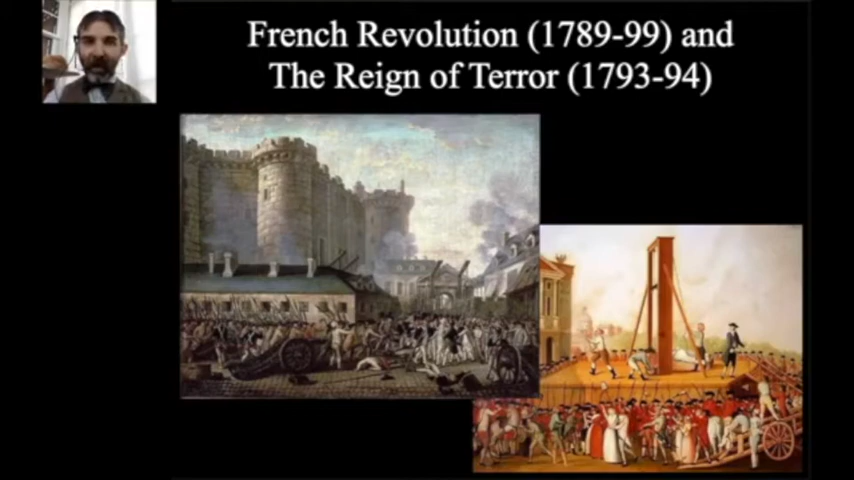 French Revolution (1789-99) and
The Reign of Terror (1793-94)